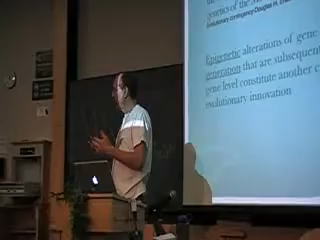 genetics of the
Evolutionary contingency Douglas H.
Epigenetic alterations of gene
generation that are subsequent
gene level constitute another c
evolutionary innovation